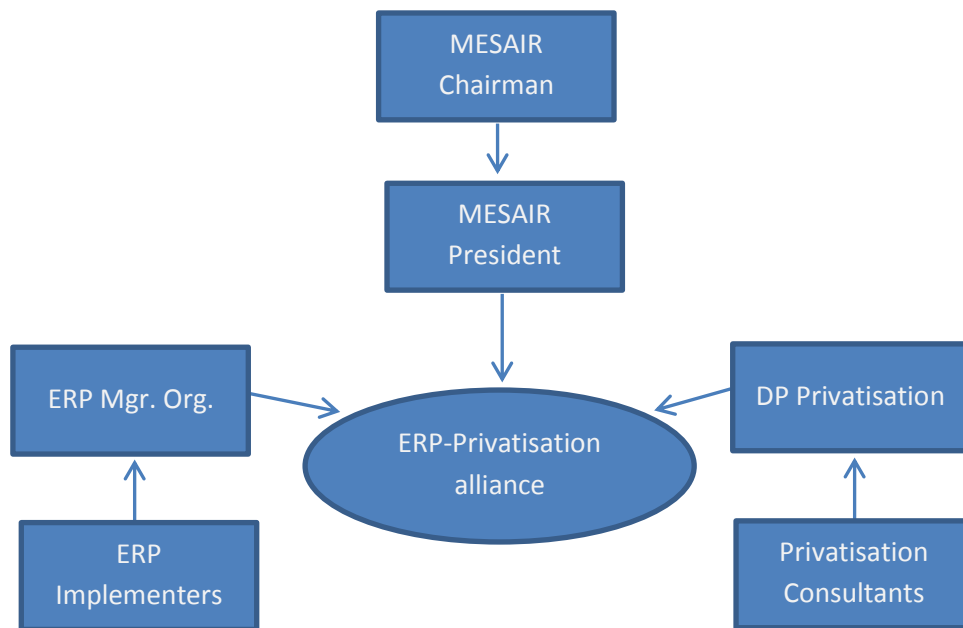 MESAIR
Chairman
MESAIR
President
ERP Mgr. Org.
DP Privatisation
ERP-Privatisation
alliance
ERP
Implementers
Privatisation
Consultants